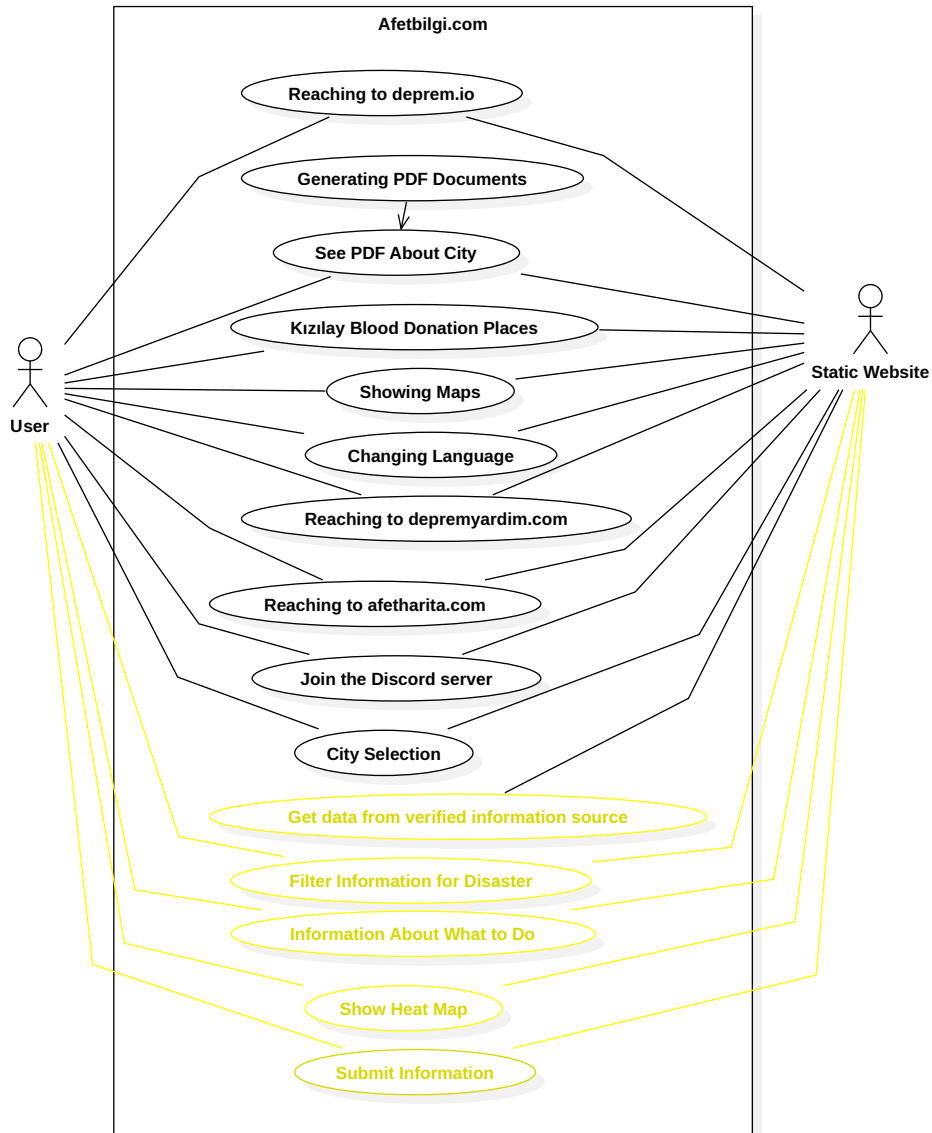 Afetbilgi.com
Reaching to deprem.io
Generating PDF Documents
See PDF About City
Kızılay Blood Donation Places
Static Website
Showing Maps
User
Changing Language
Reaching to depremyardim.com
Reaching to afetharita.com
Join the Discord server
City Selection
Get data from verified information source
Filter Information for Disaster
Information About What to Do
Show Heat Map
Submit Information